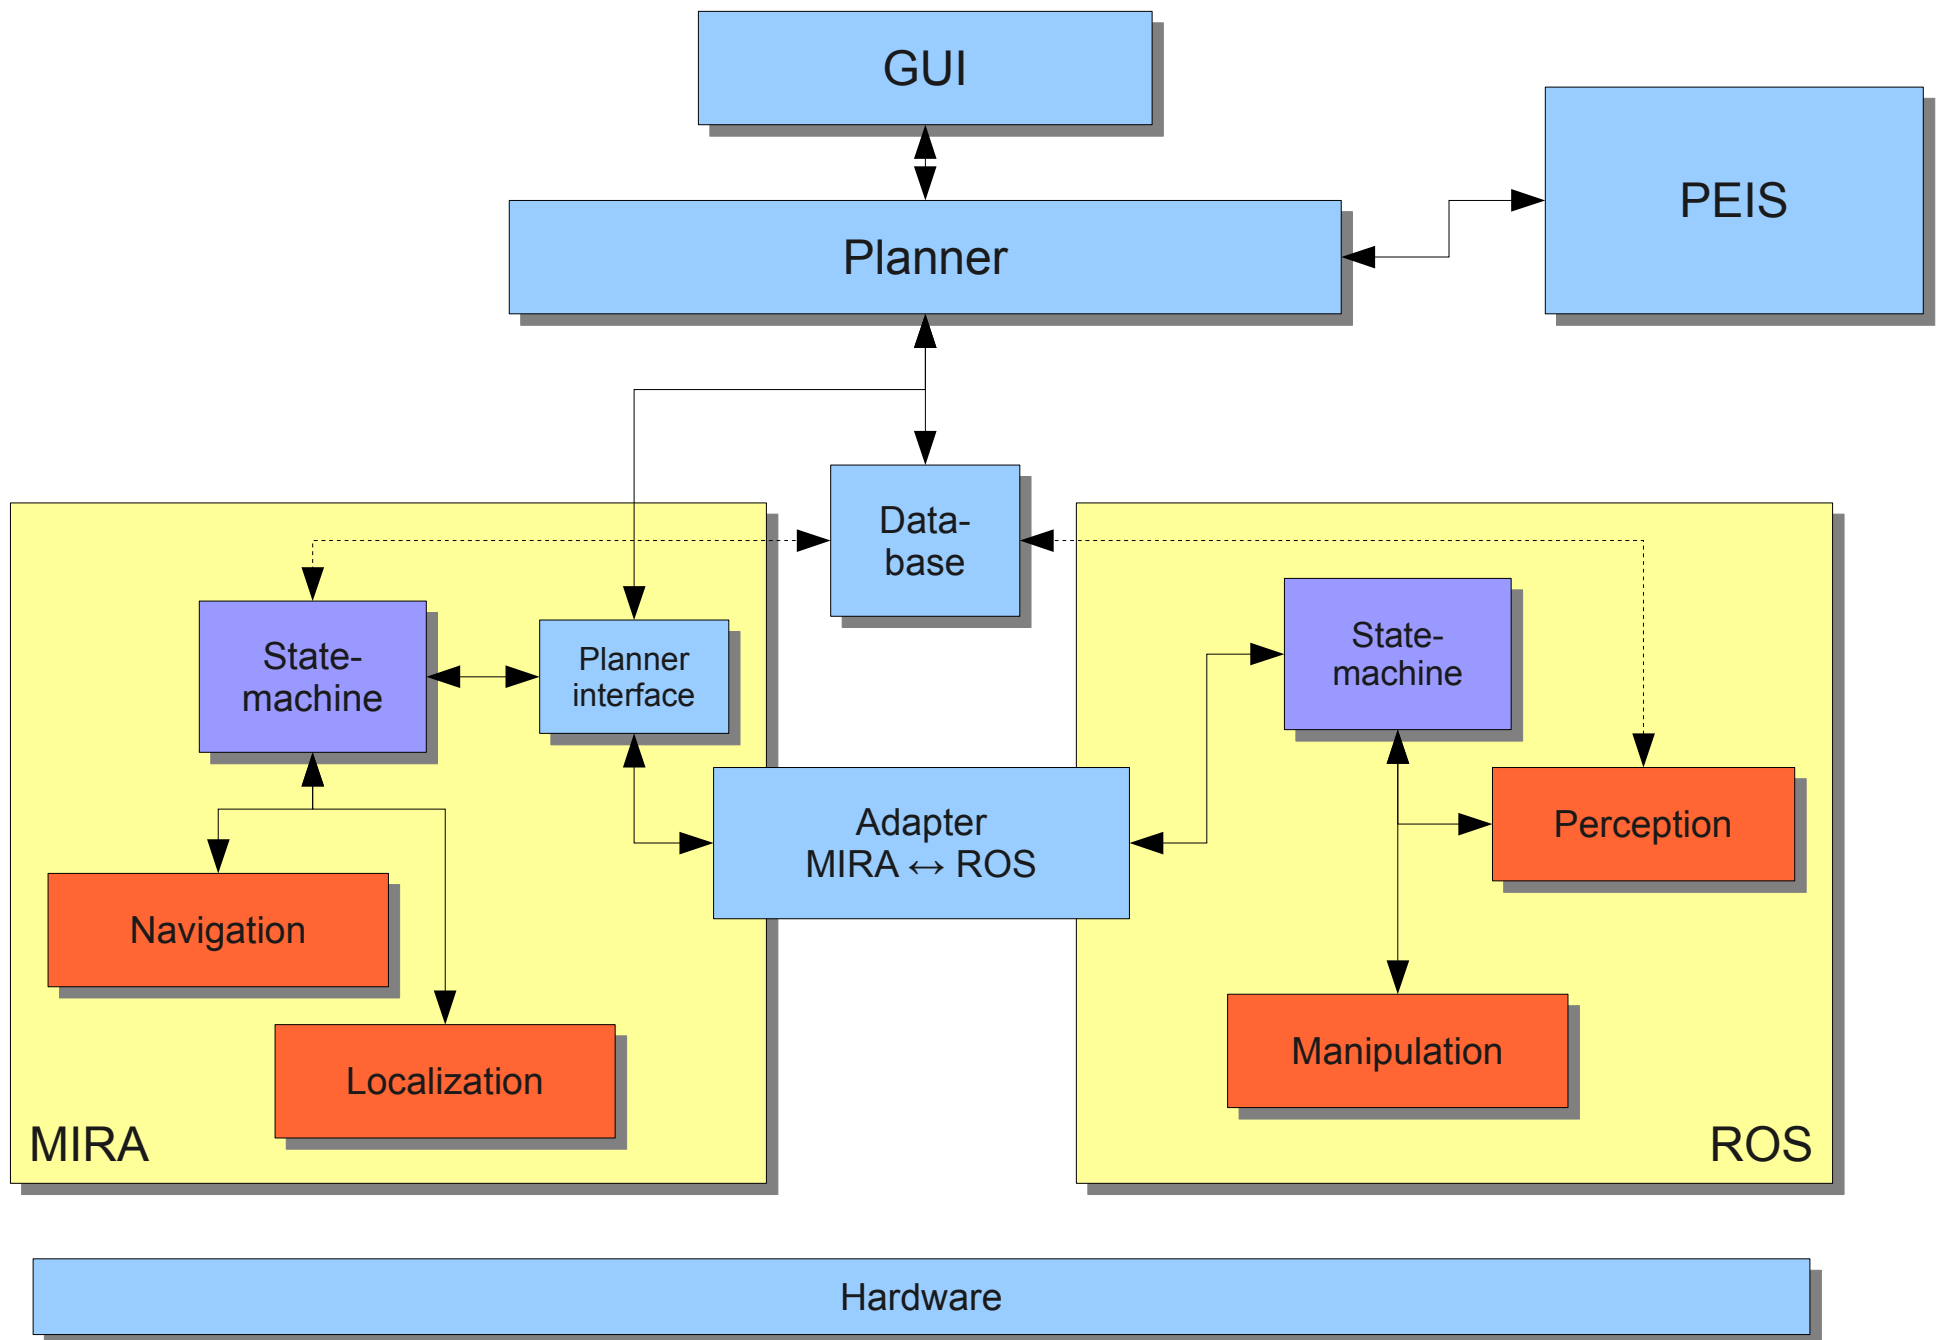 GUI
PEIS
Planner
Data-
base
State-
machine
Planner
interface
State-
machine
Adapter
MIRA ↔ ROS
Perception
Navigation
Manipulation
Localization
MIRA
ROS
Hardware